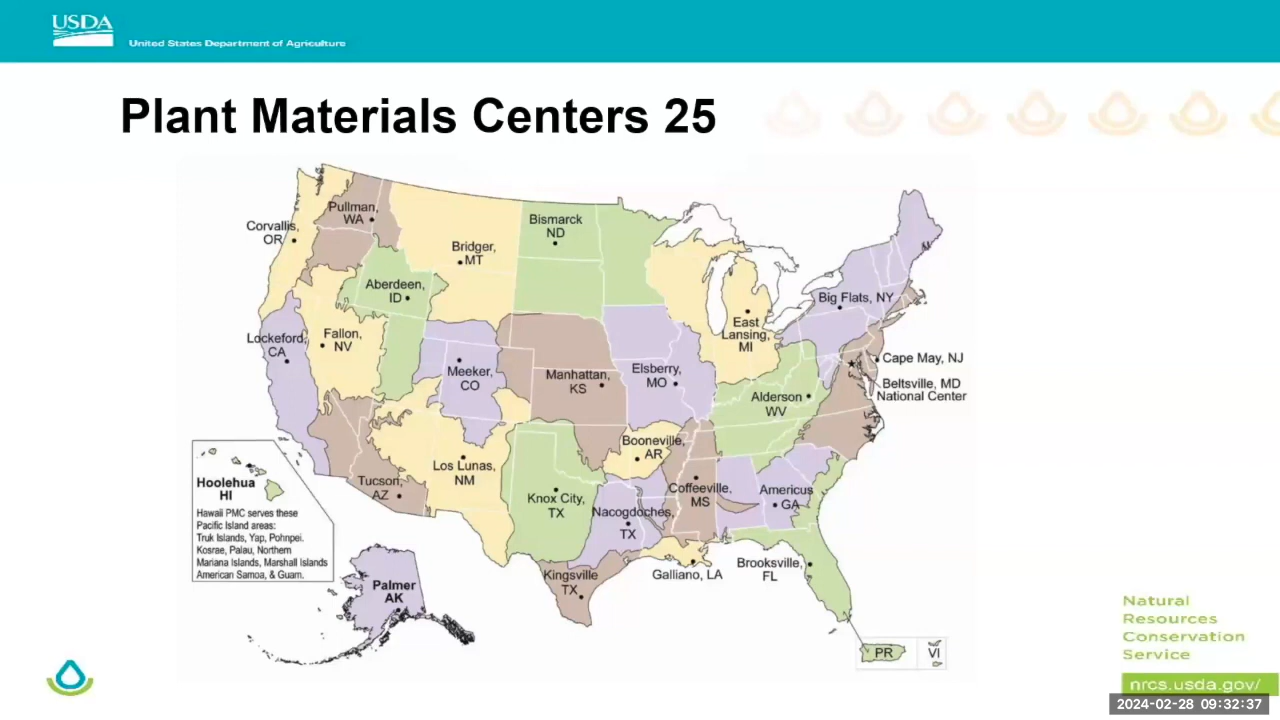 USDA
United States Department of Agriculture
Plant Materials Centers 25
Corvallis,
OR
Pullman,
WA
Bridger,
MT
Bismarck
ND
Aberdeen,
ID
Lockeford,
CA
Fallon,
NV
Meeker,
CO
Manhattan,
KS
Elsberry,
MO
East
Lansing,
MI
Big Flats, NY
Cape May, NJ
Beltsville, MD
National Center
Alderson
WV
Booneville,
AR
Tucson,
AZ
Los Lunas,
NM
Knox City,
TX
Nacogdoches,
TX
Coffeeville,
MS
Americus
GA
Kingsville
TX
Galliano, LA
Brooksville,
FL
Hoolehua
HI
Hawaii PMC serves these
Pacific Island areas:
Truk Islands, Yap, Pohnpei.
Kosrae, Palau, Northern
Mariana Islands, Marshall Islands
American Samoa, & Guam.
Palmer
AK
PR
VI
Natural
Resources
Conservation
Service
nrcs.usda.gov/
2024-02-28 09:32:37